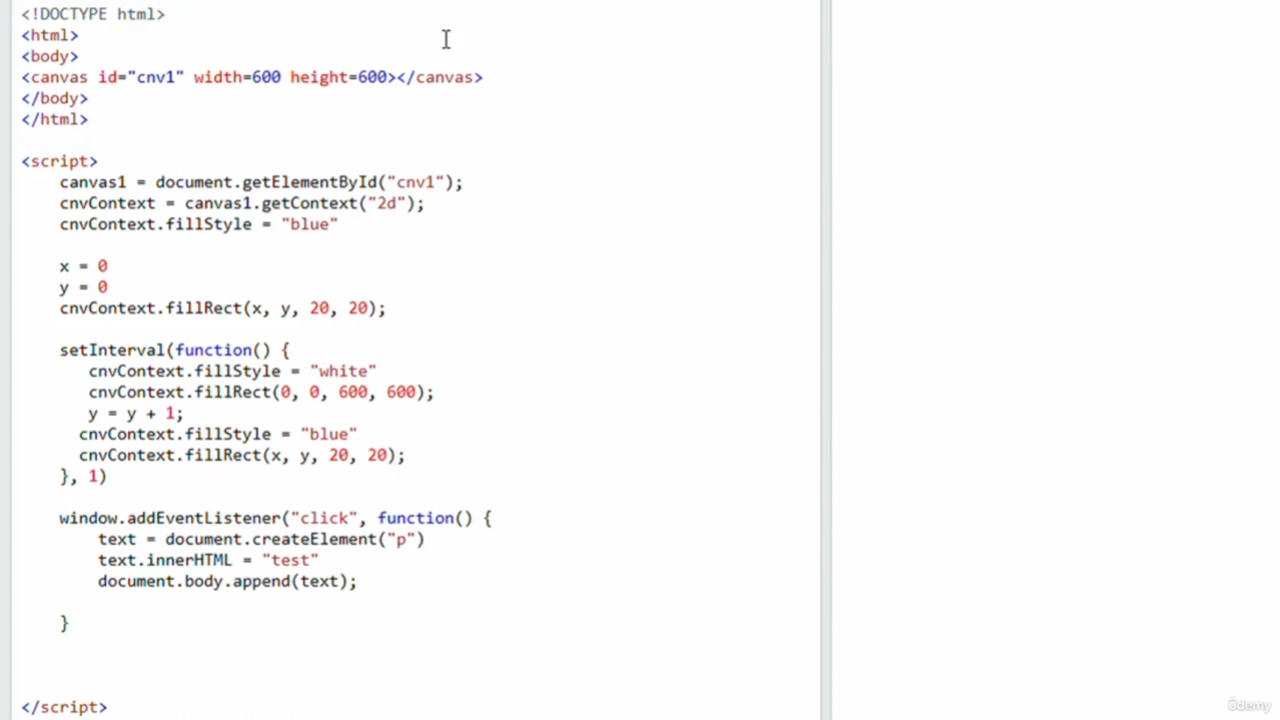 <!DOCTYPE html>
<html>
<body>
<canvas id="cnv1" width=600 height=600></canvas>
</body>
</html>
<script>
canvas1 = document.getElementById("cnv1");
cnvContext = canvas1.getContext("2d");
cnvContext.fillStyle = "blue"
x = 0
y = 0
cnvContext.fillRect(x, y, 20, 20);
setInterval(function() {
cnvContext.fillStyle = "white"
cnvContext.fillRect(0, 0, 600, 600);
y = y + 1;
cnvContext.fillStyle = "blue"
cnvContext.fillRect(x, y, 20, 20);
}, 1)
window.addEventListener("click", function() {
text = document.createElement("p")
text.innerHTML = "test"
document.body.append(text);
}
</script>
ûdemy